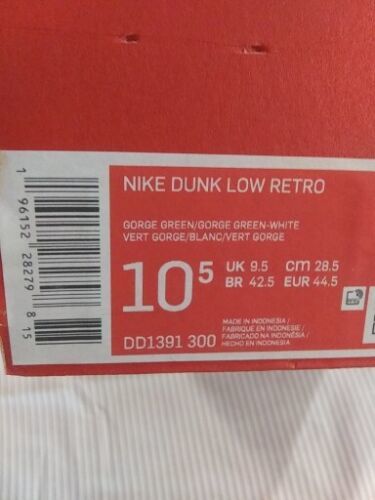 NIKE DUNK LOW RETRO
GORGE GREEN/GORGE GREEN-WHITE
VERT GORGE/BLANC/VERT GORGE
10⁵ UK 9.5 cm 28.5
BR 42.5 EUR 44.5
MADE IN INDONESIA /
FABRIQUE EN INDONESIE /
FABRICADO NA INDONÉSIA /
HECHO EN INDONESIA
DD1391 300
1 96152 28279 8 15